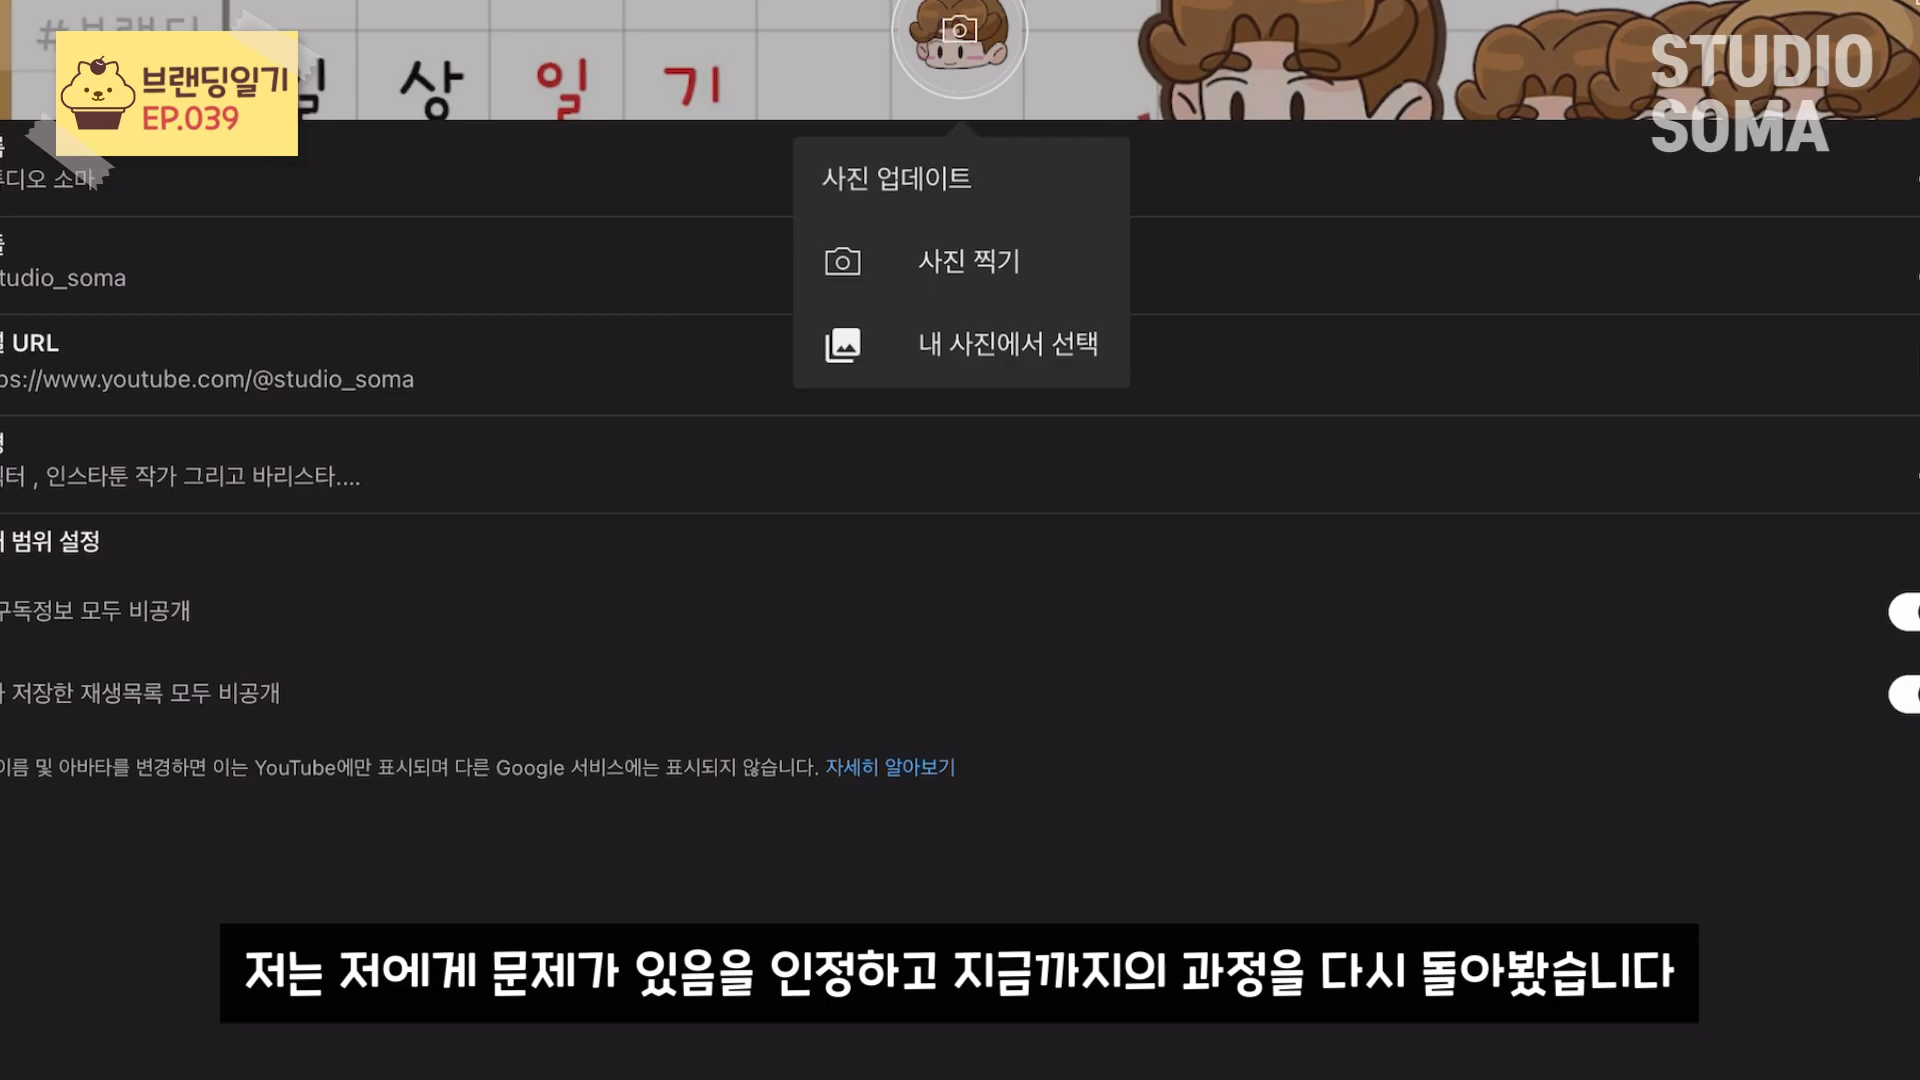 브랜딩일기
EP.039
상 일 기
STUDIO
SOMA
사진 업데이트
사진 찍기
내 사진에서 선택
디오 소마
tudio_soma
URL
ps://www.youtube.com/@studio_soma
터 , 인스타툰 작가 그리고 바리스타....
범위 설정
구독정보 모두 비공개
저장한 재생목록 모두 비공개
이름 및 아바타를 변경하면 이는 YouTube에만 표시되며 다른 Google 서비스에는 표시되지 않습니다. 자세히 알아보기
저는 저에게 문제가 있음을 인정하고 지금까지의 과정을 다시 돌아봤습니다